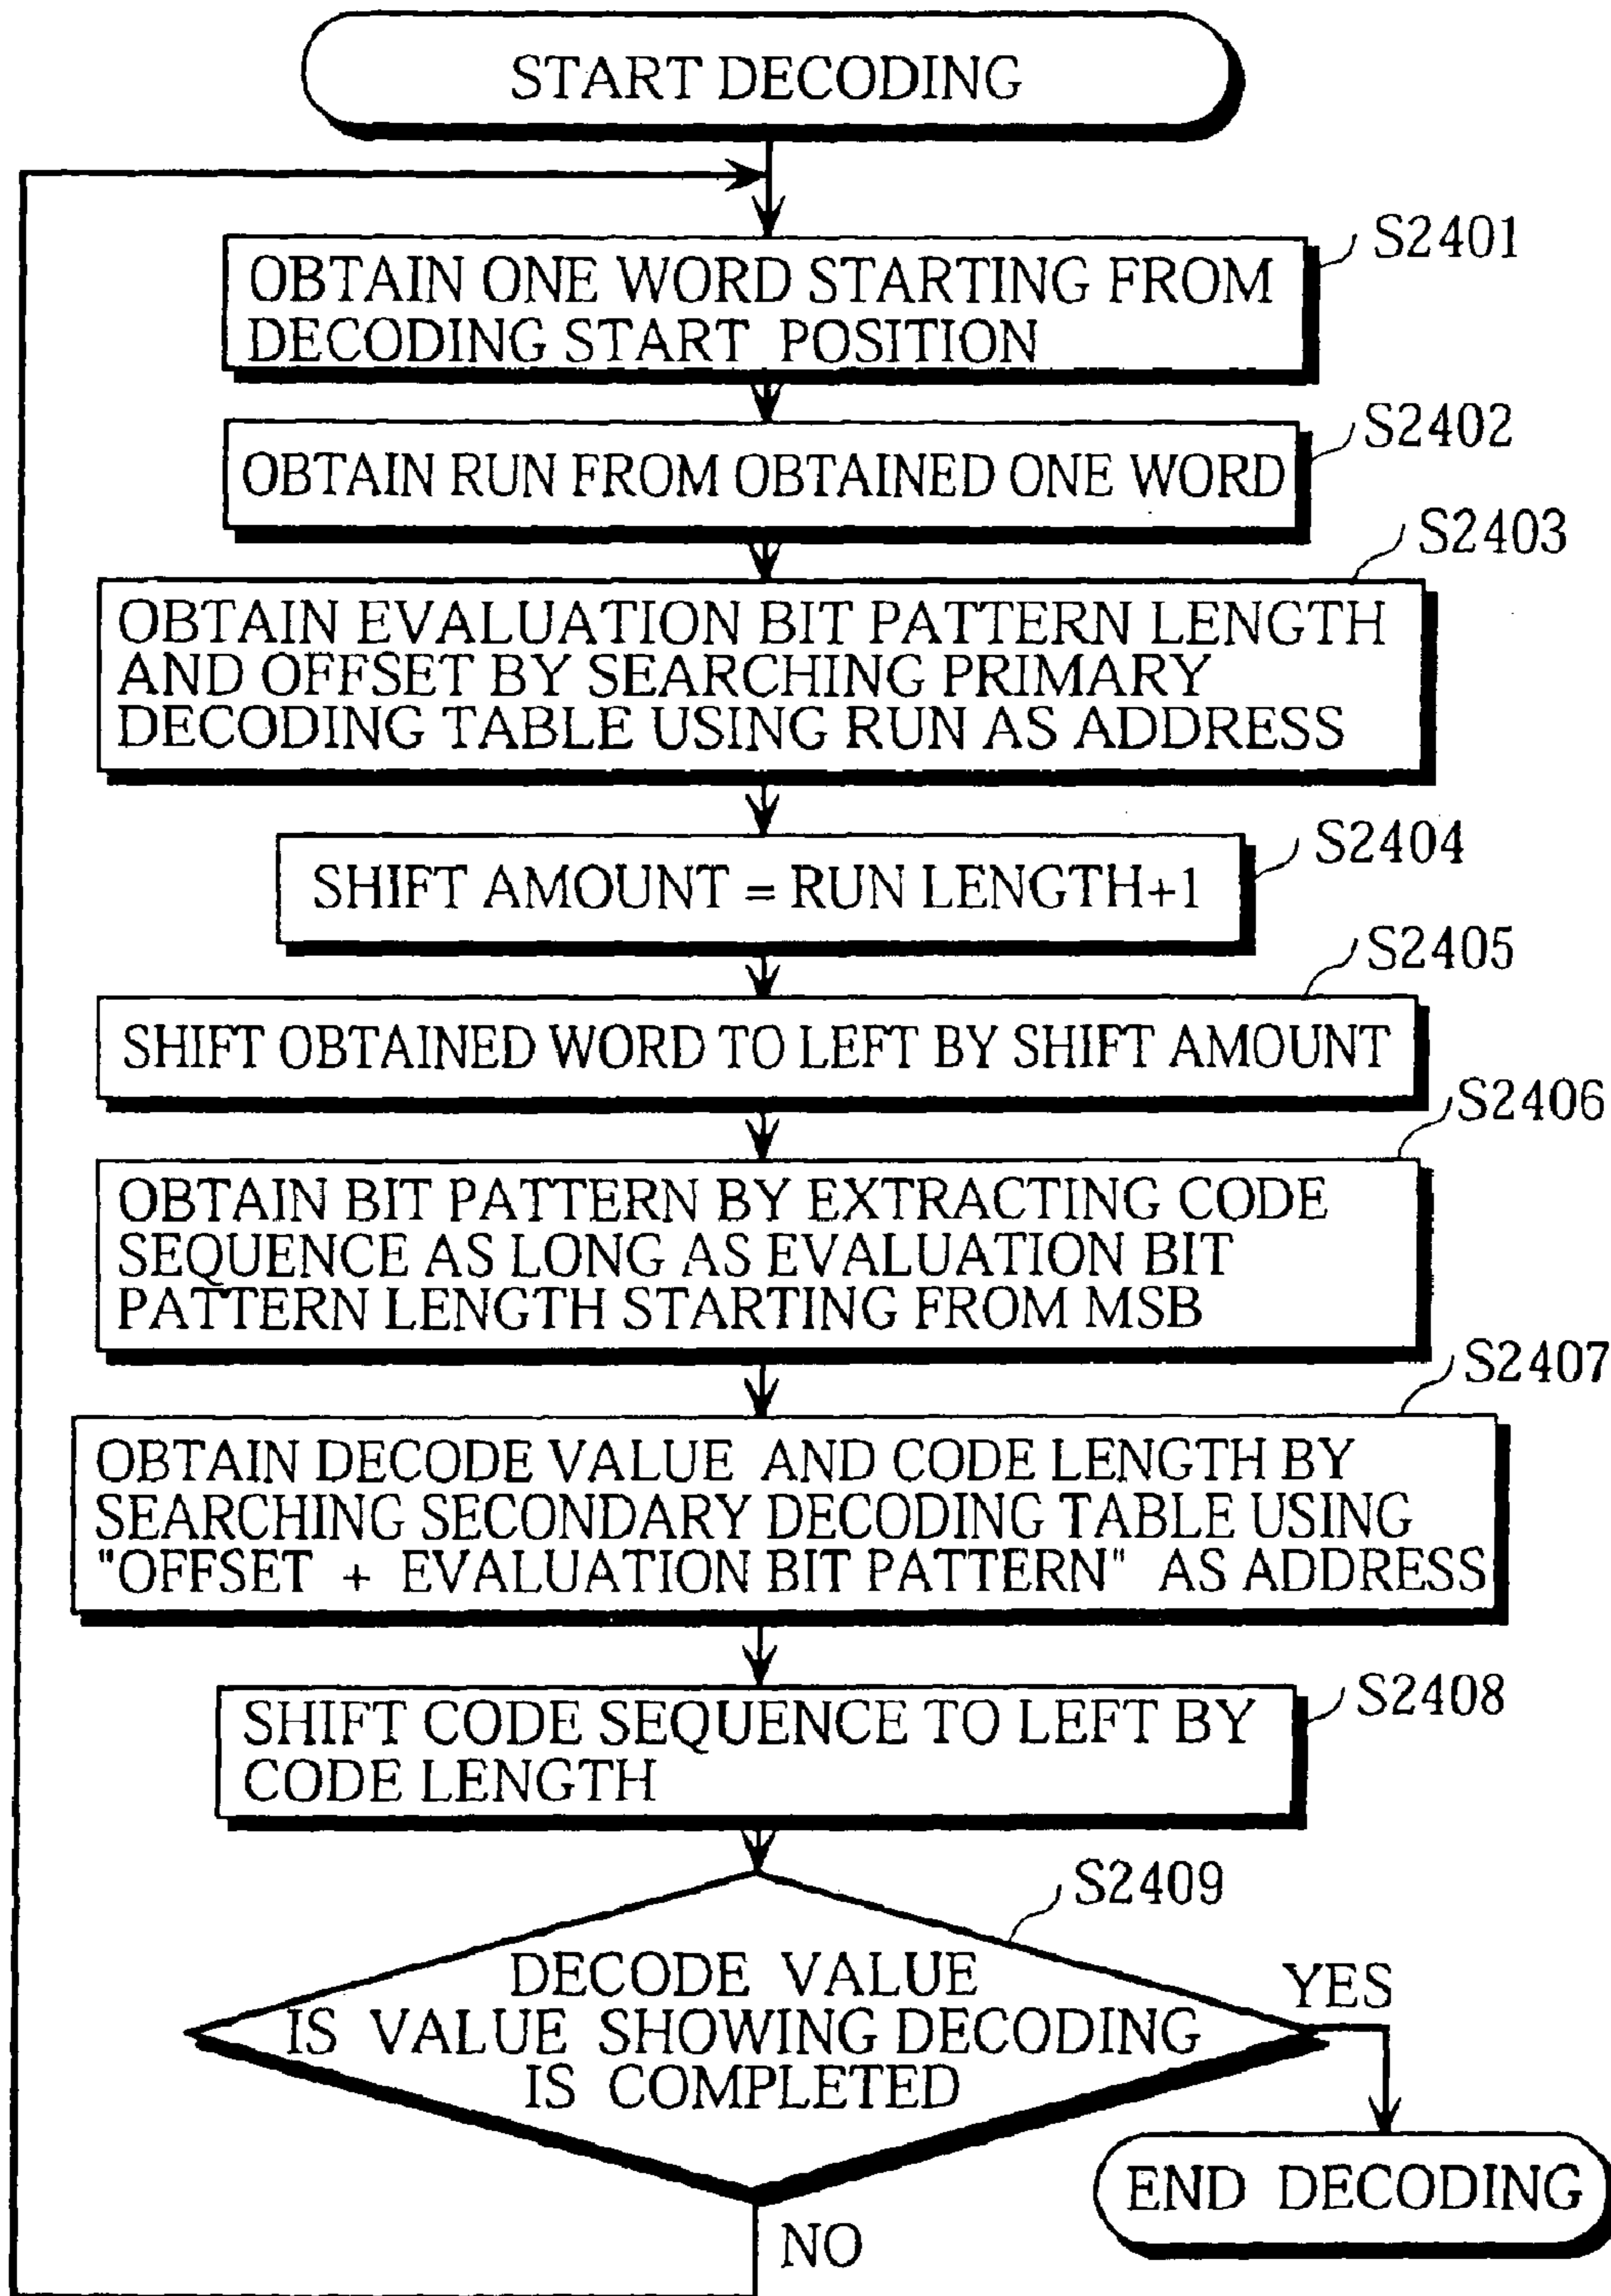 START DECODING
S2401
OBTAIN ONE WORD STARTING FROM
DECODING START POSITION
S2402
OBTAIN RUN FROM OBTAINED ONE WORD
S2403
OBTAIN EVALUATION BIT PATTERN LENGTH
AND OFFSET BY SEARCHING PRIMARY
DECODING TABLE USING RUN AS ADDRESS
S2404
SHIFT AMOUNT = RUN LENGTH+1
S2405
SHIFT OBTAINED WORD TO LEFT BY SHIFT AMOUNT
S2406
OBTAIN BIT PATTERN BY EXTRACTING CODE
SEQUENCE AS LONG AS EVALUATION BIT
PATTERN LENGTH STARTING FROM MSB
S2407
OBTAIN DECODE VALUE AND CODE LENGTH BY
SEARCHING SECONDARY DECODING TABLE USING
"OFFSET + EVALUATION BIT PATTERN" AS ADDRESS
S2408
SHIFT CODE SEQUENCE TO LEFT BY
CODE LENGTH
S2409
DECODE VALUE
IS VALUE SHOWING DECODING
IS COMPLETED
YES
END DECODING
NO